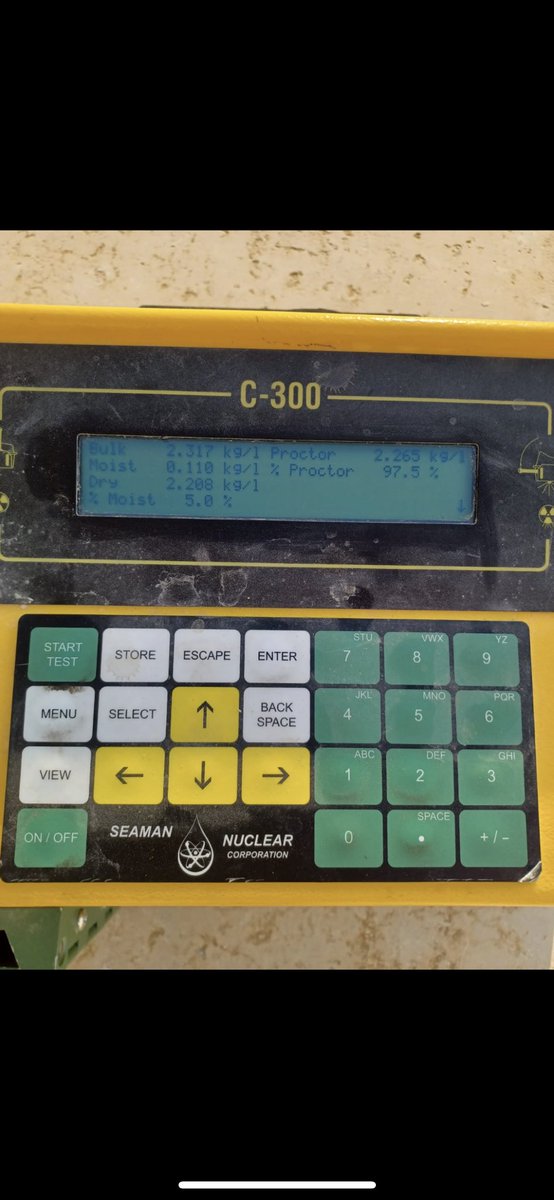 C-300
Bulk 2.317 kg/l Proctor 2.265 kg/l
Moist 0.110 kg/l % Proctor 97.5 %
Dry 2.208 kg/l
% Moist 5.0 % ↓
START TEST
STORE
ESCAPE
ENTER
STU 7
VWX 8
YZ 9
MENU
SELECT
↑
BACK SPACE
JKL 4
MNO 5
PQR 6
VIEW
←
↓
→
ABC 1
DEF 2
GHI 3
ON / OFF
SEAMAN NUCLEAR
CORPORATION
0
SPACE .
+ / −